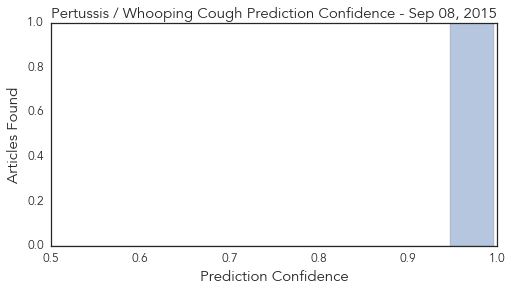 Pertussis / Whooping Cough Prediction Confidence - Sep 08, 2015
1.0
0.8
0.6
0.4
0.2
0.0
Articles Found
0.5 0.6 0.7 0.8 0.9 1.0
Prediction Confidence